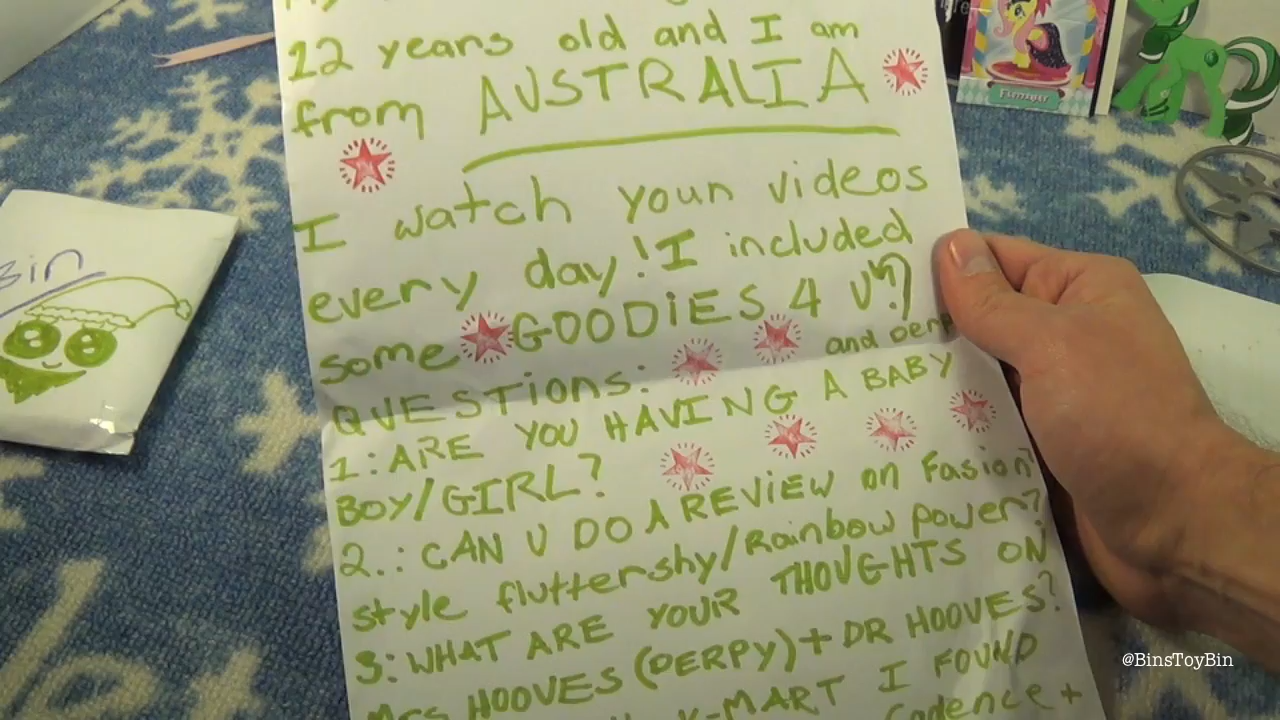 12 years old and I am
from AUSTRALIA
I watch youn videos
every day! I included
some GOODIES 4 U
and Derp
QUESTIONS:
1: ARE YOU HAVING A BABY
BOY/GIRL?
2.: CAN U DO A REVIEW on Fasion
style fluttershy/Rainbow power?
3: WHAT ARE YOUR THOUGHTS ON
Mrs HOOVES (DERPY) + DR HOOVES?
K-MART I FOUND
Cadence +
Bin
Fluttershy
@BinsToyBin